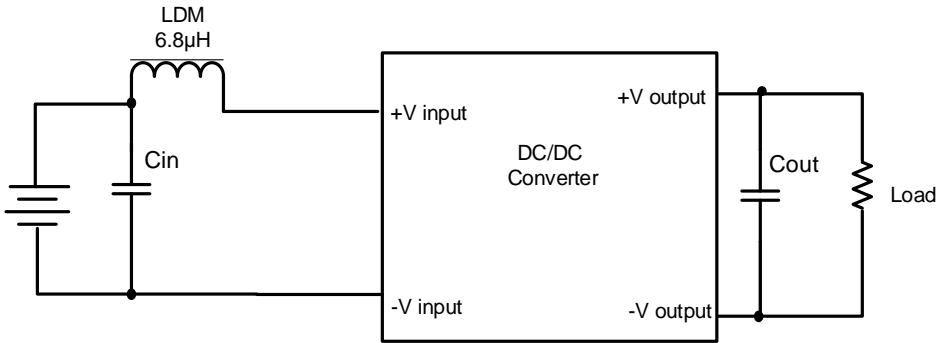 LDM
6.8µH
+V input
+V output
DC/DC
Converter
Cin
Cout
Load
-V input
-V output